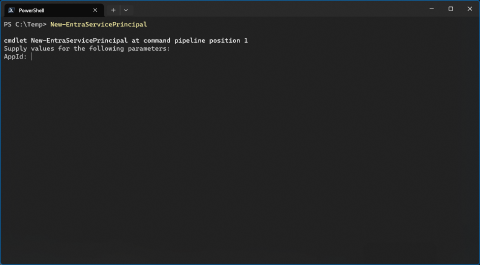 PowerShell
PS C:\Temp> New-EntraServicePrincipal
cmdlet New-EntraServicePrincipal at command pipeline position 1
Supply values for the following parameters:
AppId: